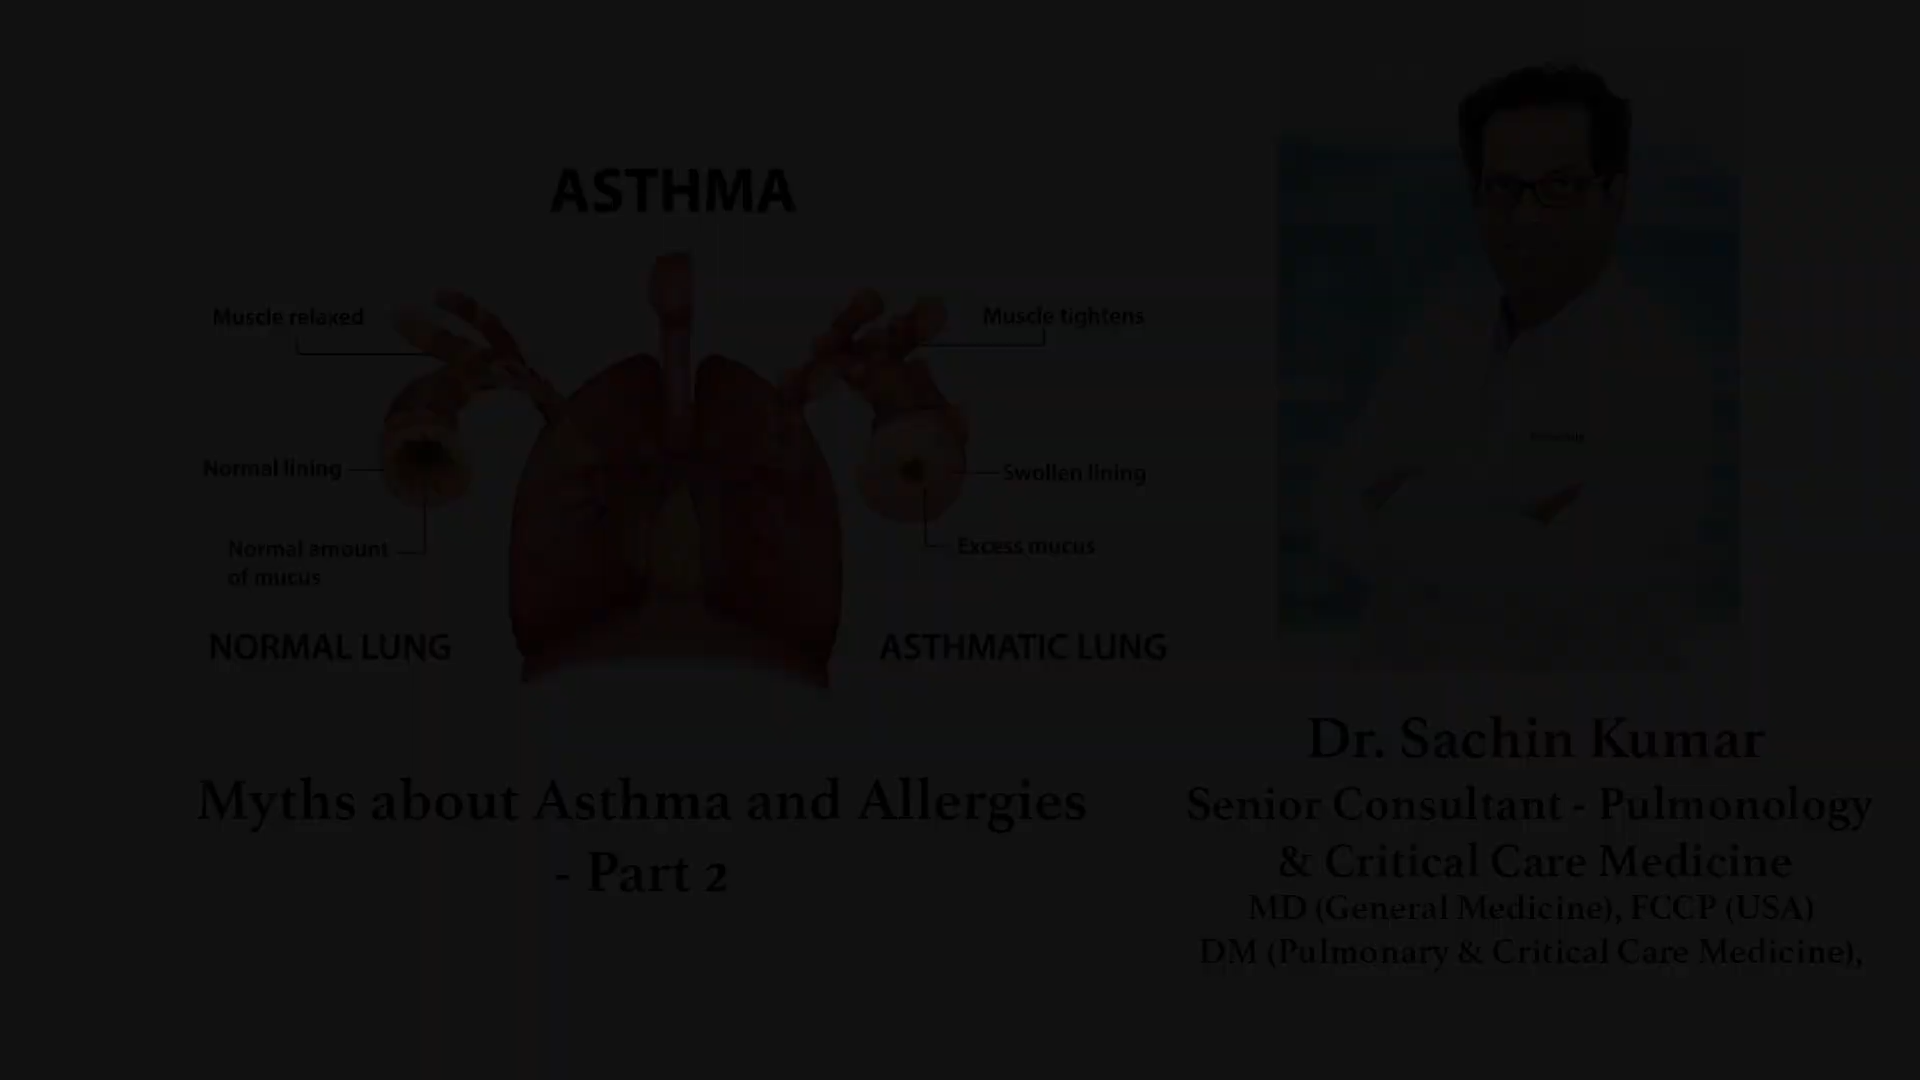 ASTHMA
Muscle relaxed
Muscle tightens
Normal lining
Swollen lining
Normal amount
of mucus
Excess mucus
NORMAL LUNG
ASTHMATIC LUNG
Myths about Asthma and Allergies
- Part 2
Dr. Sachin Kumar
Senior Consultant - Pulmonology
& Critical Care Medicine
MD (General Medicine), FCCP (USA)
DM (Pulmonary & Critical Care Medicine),